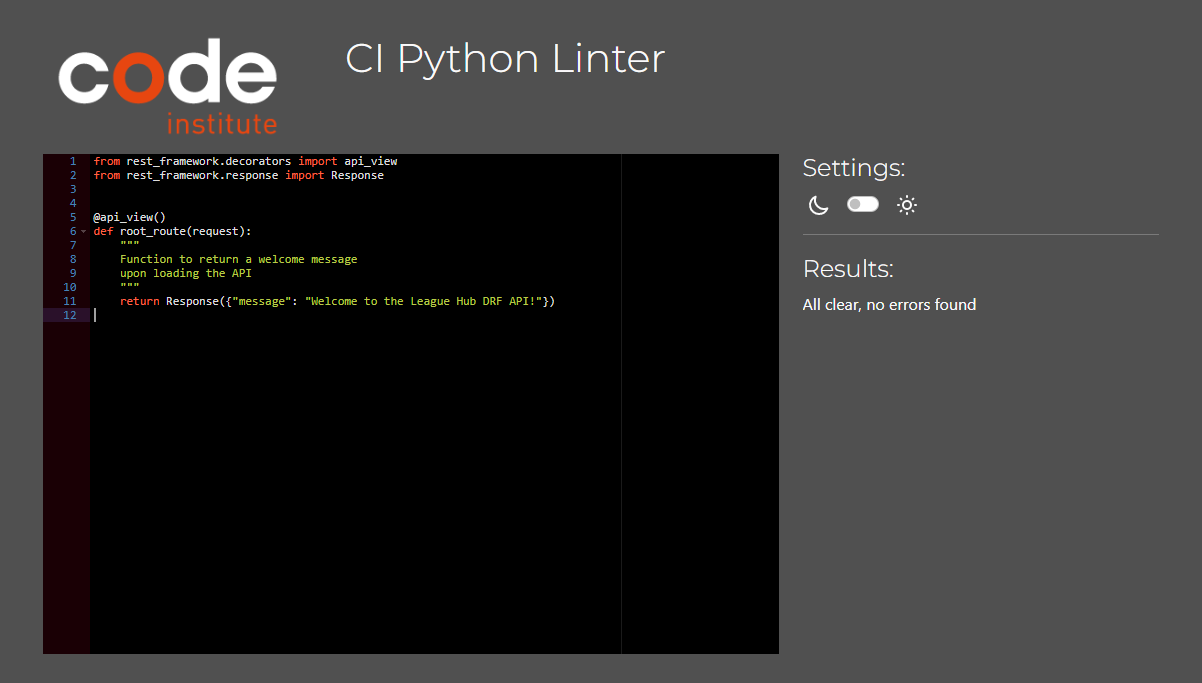 code
institute
CI Python Linter
1 from rest_framework.decorators import api_view
2 from rest_framework.response import Response
3
4
5 @api_view()
6 def root_route(request):
7     """
8     Function to return a welcome message
9     upon loading the API
10     """
11     return Response({"message": "Welcome to the League Hub DRF API!"})
12
Settings:
Results:
All clear, no errors found